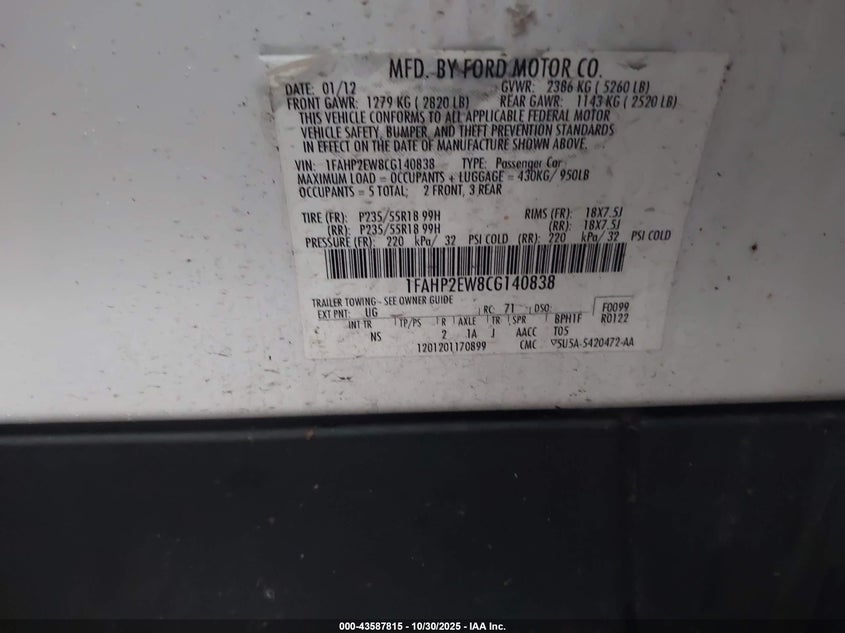 MFD. BY FORD MOTOR CO.
DATE: 01/12 GVWR: 2386 KG ( 5260 LB)
FRONT GAWR: 1279 KG ( 2820 LB) REAR GAWR: 1143 KG ( 2520 LB)
THIS VEHICLE CONFORMS TO ALL APPLICABLE FEDERAL MOTOR
VEHICLE SAFETY, BUMPER, AND THEFT PREVENTION STANDARDS
IN EFFECT ON THE DATE OF MANUFACTURE SHOWN ABOVE.
VIN: 1FAHP2EW8CG140838 TYPE: Passenger Car
MAXIMUM LOAD = OCCUPANTS + LUGGAGE = 430KG/ 950LB
OCCUPANTS = 5 TOTAL; 2 FRONT, 3 REAR
TIRE (FR): P235/55R18 99H RIMS (FR): 18X7.5J
(RR): P235/55R18 99H (RR): 18X7.5J
PRESSURE (FR): 220 kPa/ 32 PSI COLD (RR): 220 kPa/ 32 PSI COLD
1FAHP2EW8CG140838
TRAILER TOWING - SEE OWNER GUIDE
EXT PNT: UG RC: 71 DSO: F0099
INT TR TP/PS R AXLE TR SPR BPH1F R0122
NS 2 1A J AACC T05
1201201170899 CMC 5U5A-5420472-AA
000-43587815 - 10/30/2025 - IAA Inc.